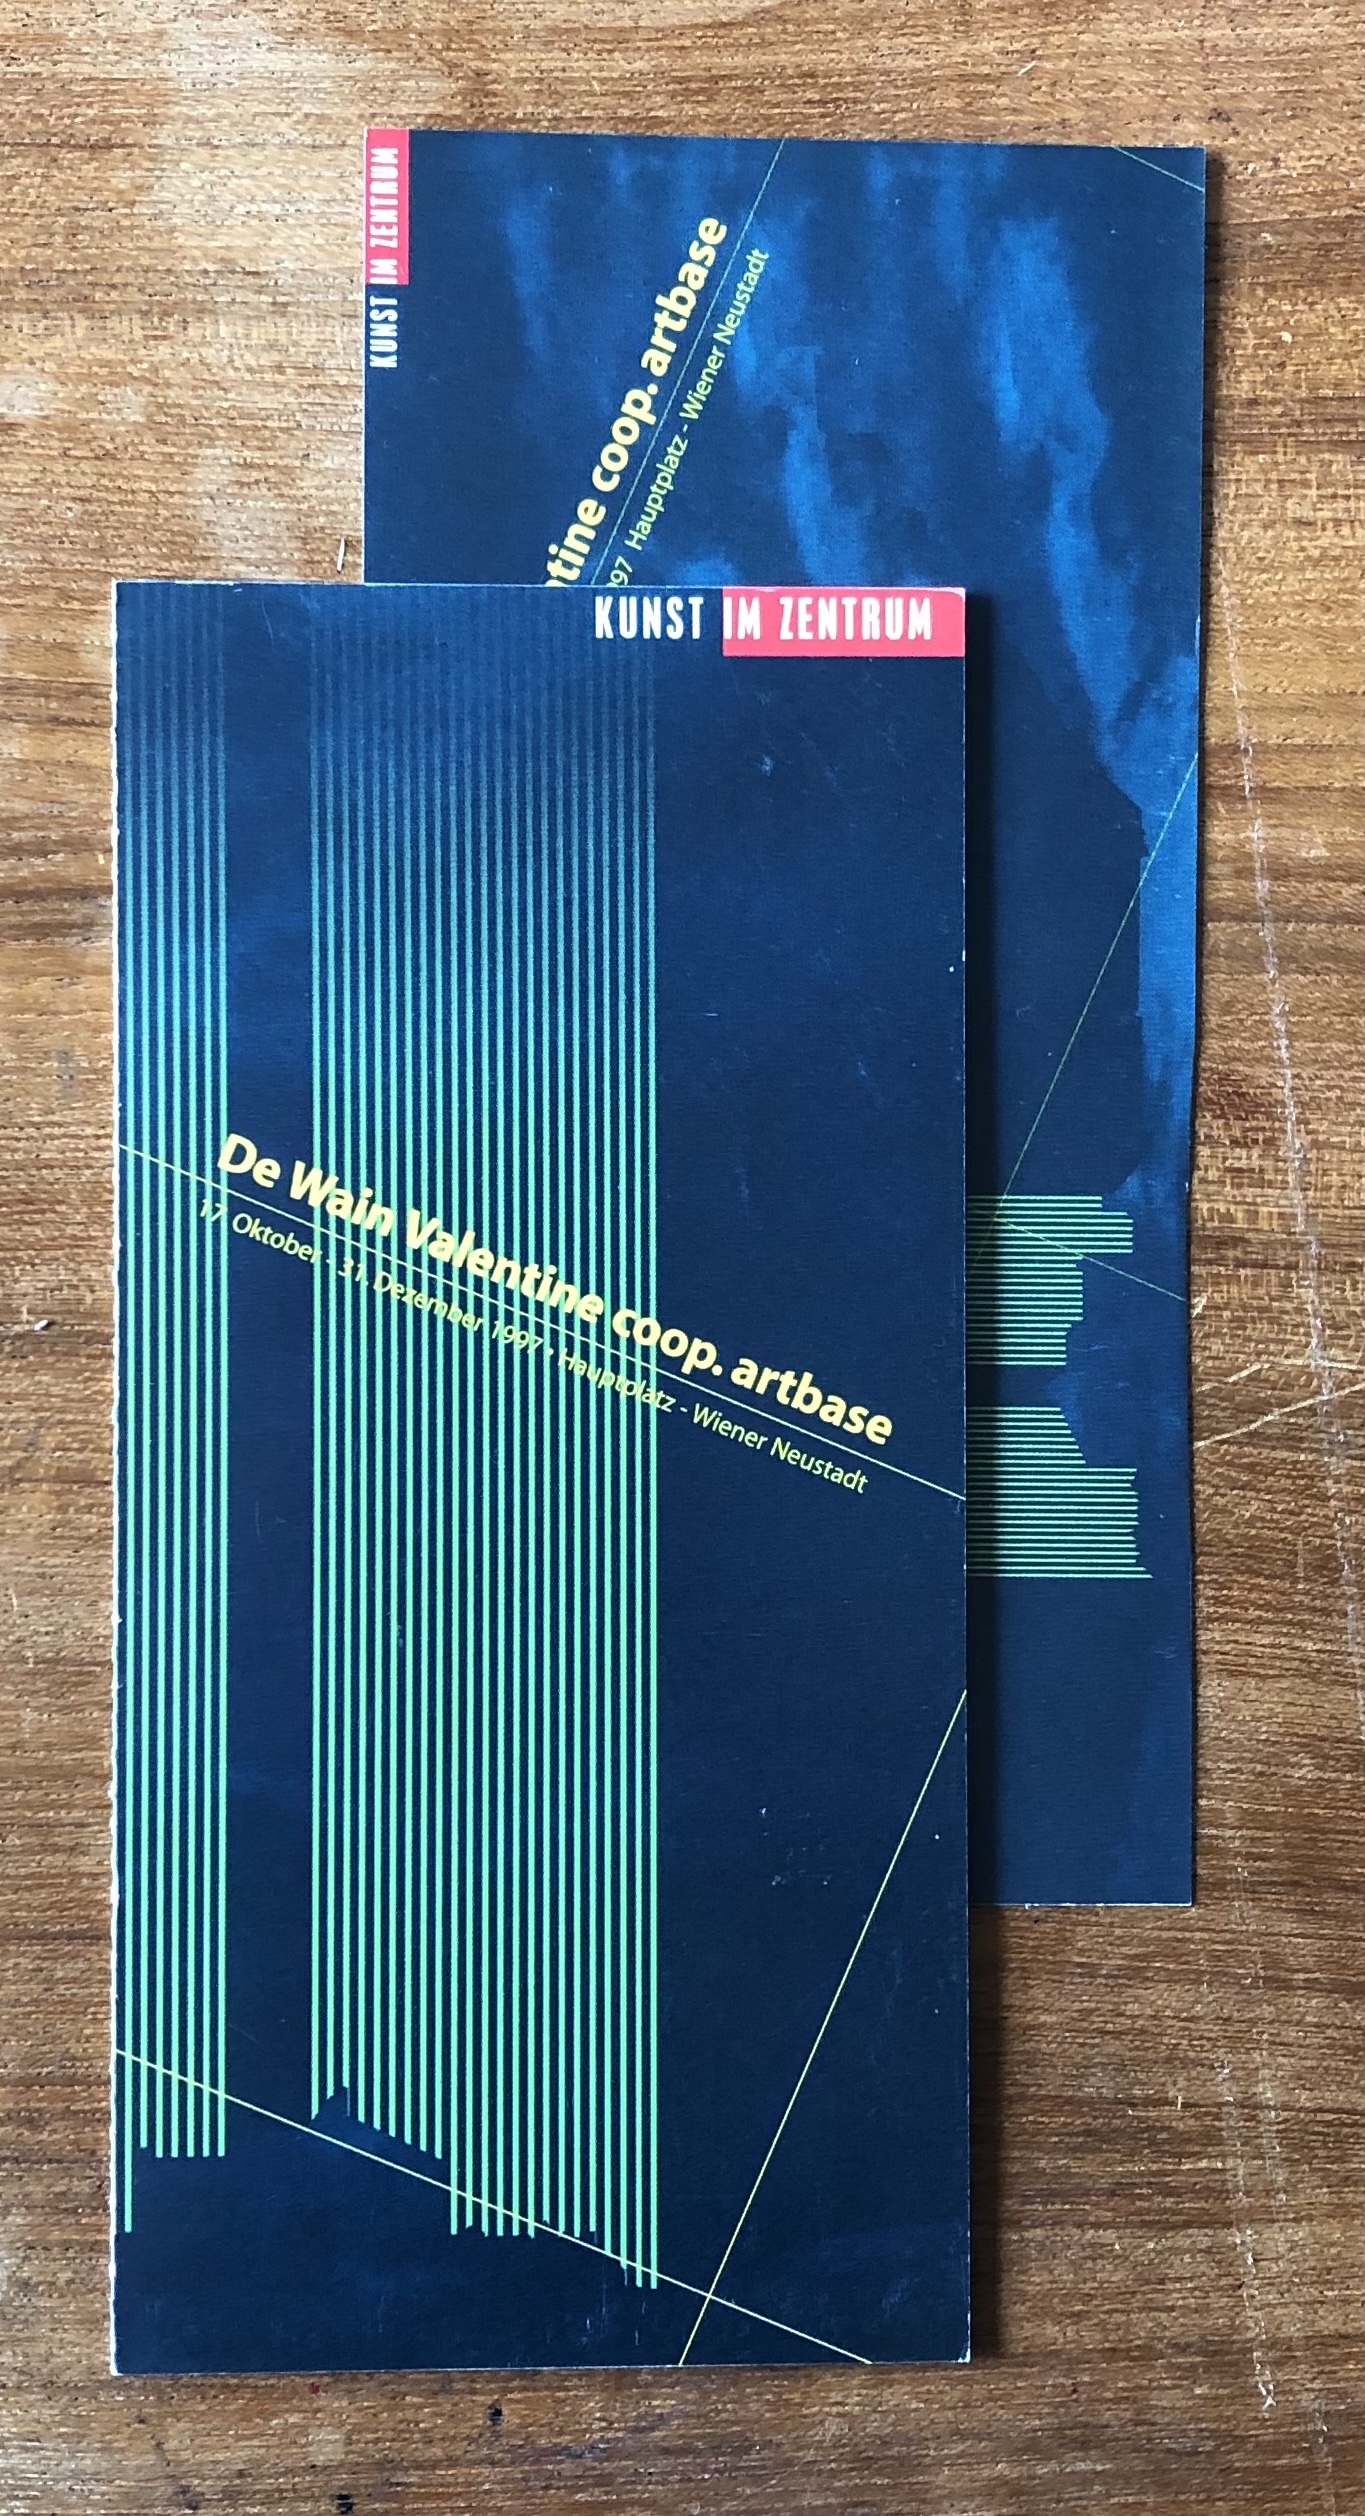 KUNST IM ZENTRUM
tine coop. artbase
97 Hauptplatz - Wiener Neustadt
KUNST IM ZENTRUM
De Wain Valentine coop. artbase
17. Oktober - 31. Dezember 1997 • Hauptplatz - Wiener Neustadt